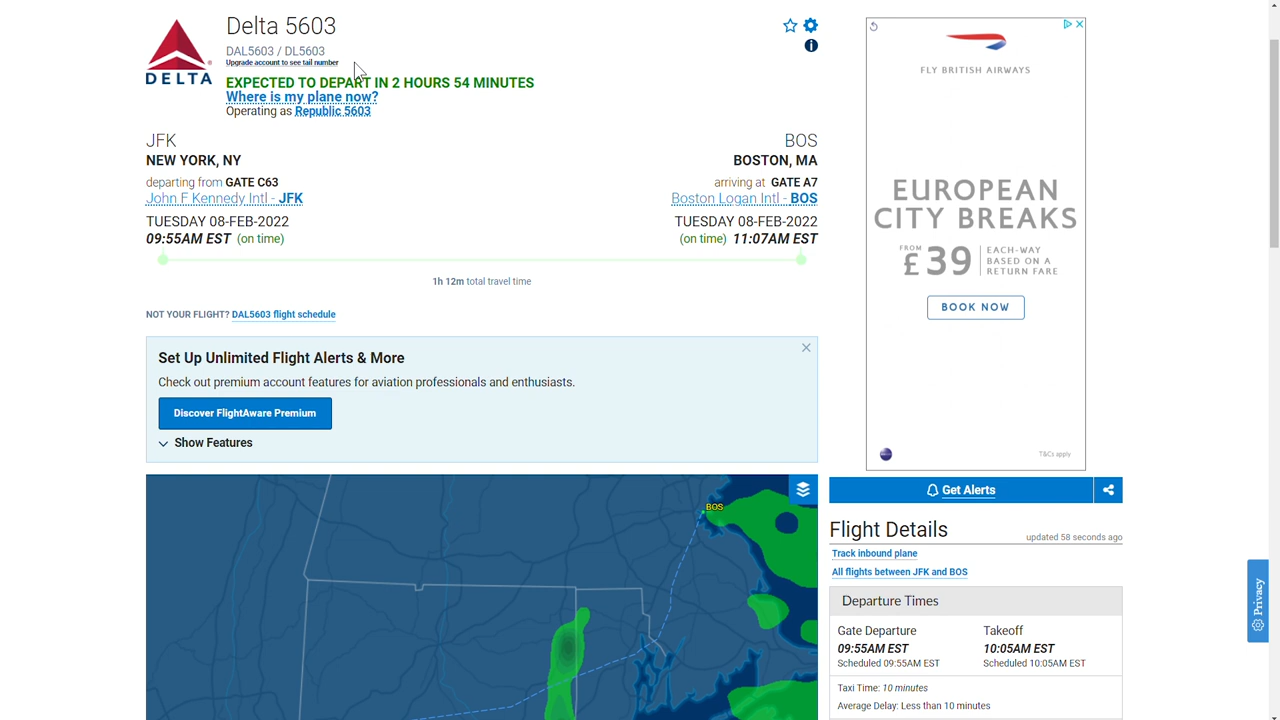 Delta 5603
DAL5603 / DL5603
Upgrade account to see tail number
DELTA
EXPECTED TO DEPART IN 2 HOURS 54 MINUTES
Where is my plane now?
Operating as Republic 5603
JFK
NEW YORK, NY
departing from GATE C63
John F Kennedy Intl - JFK
TUESDAY 08-FEB-2022
09:55AM EST (on time)
BOS
BOSTON, MA
arriving at GATE A7
Boston Logan Intl - BOS
TUESDAY 08-FEB-2022
(on time) 11:07AM EST
1h 12m total travel time
NOT YOUR FLIGHT? DAL5603 flight schedule
Set Up Unlimited Flight Alerts & More
Check out premium account features for aviation professionals and enthusiasts.
Discover FlightAware Premium
Show Features
BOS
FLY BRITISH AIRWAYS
EUROPEAN
CITY BREAKS
FROM
£39
EACH-WAY
BASED ON A
RETURN FARE
BOOK NOW
T&Cs apply
Get Alerts
Flight Details
updated 58 seconds ago
Track inbound plane
All flights between JFK and BOS
Departure Times
Gate Departure
09:55AM EST
Scheduled 09:55AM EST
Takeoff
10:05AM EST
Scheduled 10:05AM EST
Taxi Time: 10 minutes
Average Delay: Less than 10 minutes
Privacy